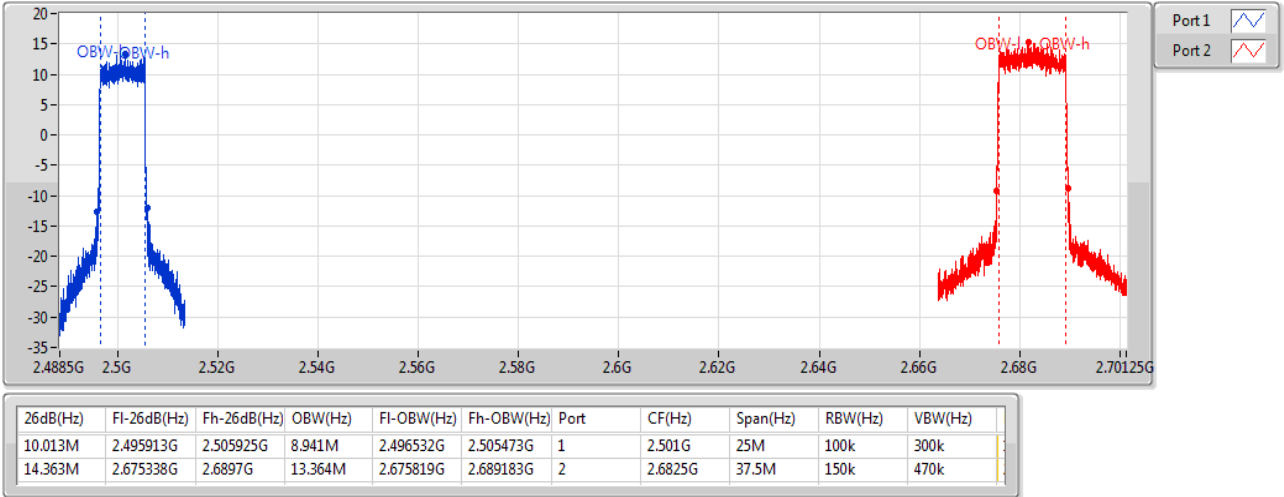 20
15
10
5
0
-5
-10
-15
-20
-25
-30
-35
OBW-h
OBW-l OBW-h
2.4885G 2.5G 2.52G 2.54G 2.56G 2.58G 2.6G 2.62G 2.64G 2.66G 2.68G 2.70125G
Port 1
Port 2
26dB(Hz) Fl-26dB(Hz) Fh-26dB(Hz) OBW(Hz) Fl-OBW(Hz) Fh-OBW(Hz) Port CF(Hz) Span(Hz) RBW(Hz) VBW(Hz)
10.013M 2.495913G 2.505925G 8.941M 2.496532G 2.505473G 1 2.501G 25M 100k 300k
14.363M 2.675338G 2.6897G 13.364M 2.675819G 2.689183G 2 2.6825G 37.5M 150k 470k